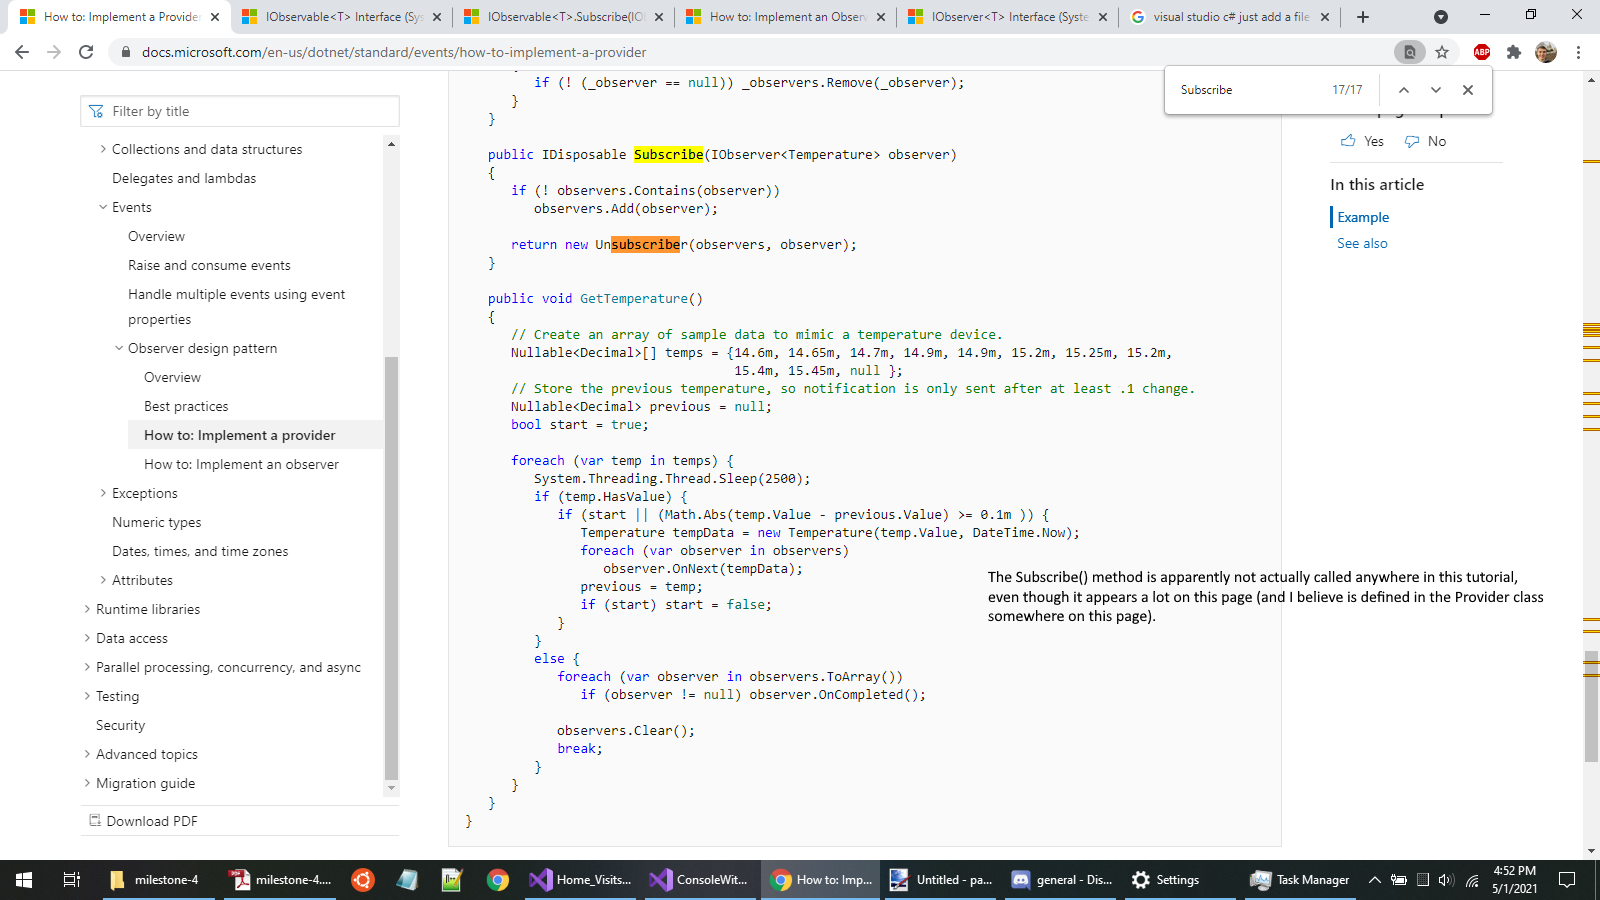 How to: Implement a Provider
IObservable<T> Interface (Sys
IObservable<T>.Subscribe(IO
How to: Implement an Observ
IObserver<T> Interface (Syste
visual studio c# just add a file
docs.microsoft.com/en-us/dotnet/standard/events/how-to-implement-a-provider
ABP
Subscribe
17/17
Filter by title
Collections and data structures
Delegates and lambdas
Events
Overview
Raise and consume events
Handle multiple events using event
properties
Observer design pattern
Overview
Best practices
How to: Implement a provider
How to: Implement an observer
Exceptions
Numeric types
Dates, times, and time zones
Attributes
Runtime libraries
Data access
Parallel processing, concurrency, and async
Testing
Security
Advanced topics
Migration guide
Download PDF
if (! (_observer == null)) _observers.Remove(_observer);
}
}
public IDisposable Subscribe(IObserver<Temperature> observer)
{
if (! observers.Contains(observer))
observers.Add(observer);
return new Unsubscriber(observers, observer);
}
public void GetTemperature()
{
// Create an array of sample data to mimic a temperature device.
Nullable<Decimal>[] temps = {14.6m, 14.65m, 14.7m, 14.9m, 14.9m, 15.2m, 15.25m, 15.2m,
15.4m, 15.45m, null };
// Store the previous temperature, so notification is only sent after at least .1 change.
Nullable<Decimal> previous = null;
bool start = true;
foreach (var temp in temps) {
System.Threading.Thread.Sleep(2500);
if (temp.HasValue) {
if (start || (Math.Abs(temp.Value - previous.Value) >= 0.1m )) {
Temperature tempData = new Temperature(temp.Value, DateTime.Now);
foreach (var observer in observers)
observer.OnNext(tempData);
previous = temp;
if (start) start = false;
}
}
else {
foreach (var observer in observers.ToArray())
if (observer != null) observer.OnCompleted();
observers.Clear();
break;
}
}
}
}
The Subscribe() method is apparently not actually called anywhere in this tutorial,
even though it appears a lot on this page (and I believe is defined in the Provider class
somewhere on this page).
Yes
No
In this article
Example
See also
milestone-4
milestone-4....
Home_Visits...
ConsoleWit...
How to: Imp...
Untitled - pa...
general - Dis...
Settings
Task Manager
4:52 PM
5/1/2021